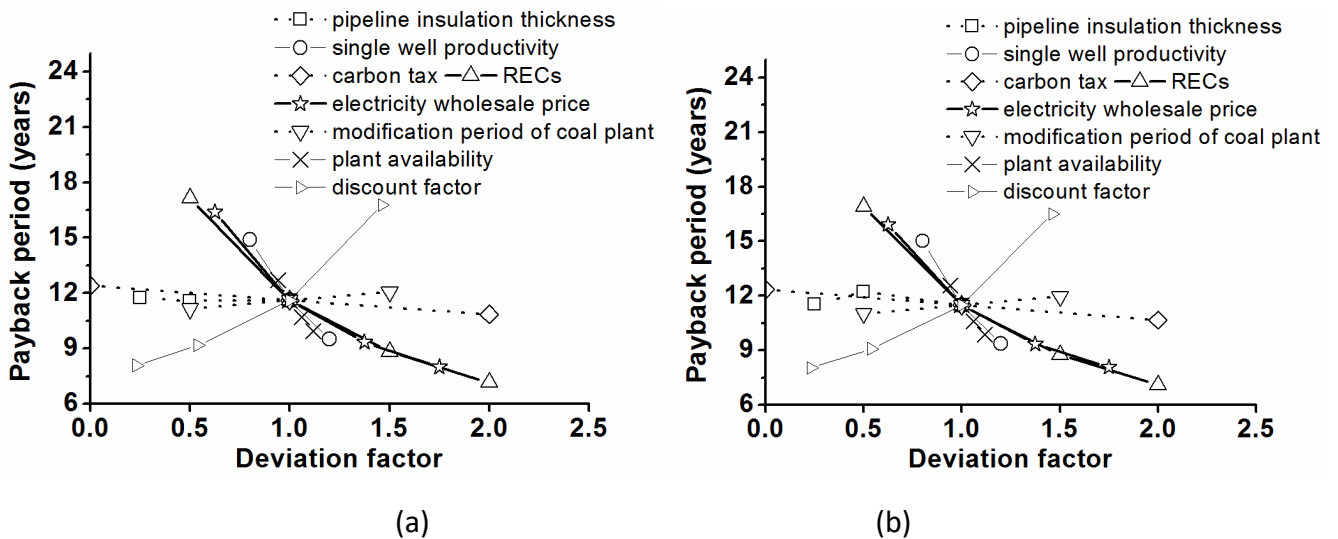 pipeline insulation thickness
single well productivity
carbon tax RECs
electricity wholesale price
modification period of coal plant
plant availability
discount factor
Payback period (years)
24
21
18
15
12
9
6
0.0 0.5 1.0 1.5 2.0 2.5
Deviation factor
(a)
pipeline insulation thickness
single well productivity
carbon tax RECs
electricity wholesale price
modification period of coal plant
plant availability
discount factor
Payback period (years)
24
21
18
15
12
9
6
0.0 0.5 1.0 1.5 2.0 2.5
Deviation factor
(b)